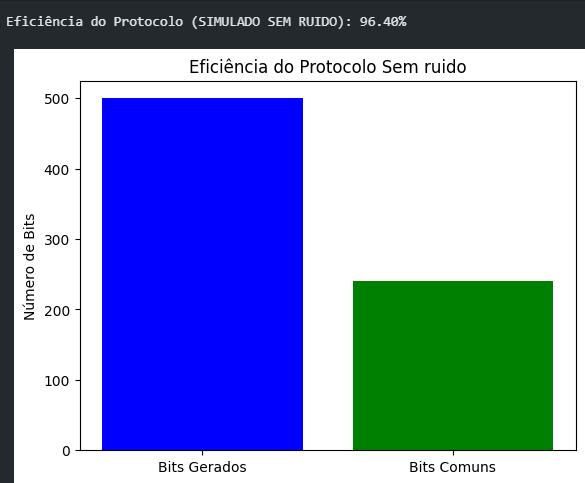 Eficiência do Protocolo (SIMULADO SEM RUIDO): 96.40%
Eficiência do Protocolo Sem ruido
500
400
300
200
100
0
Número de Bits
Bits Gerados
Bits Comuns